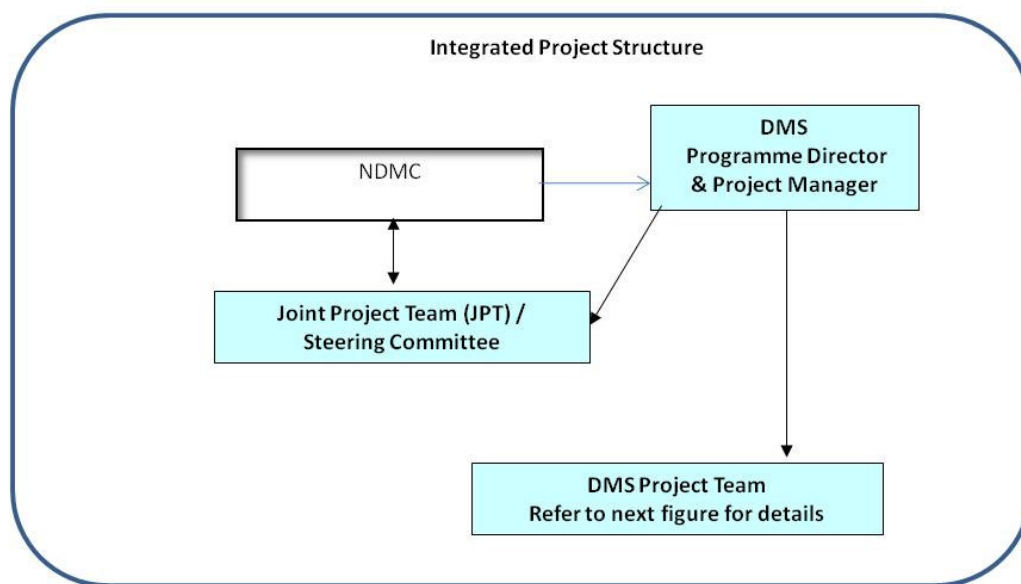 Integrated Project Structure
NDMC
DMS
Programme Director
& Project Manager
Joint Project Team (JPT) /
Steering Committee
DMS Project Team
Refer to next figure for details